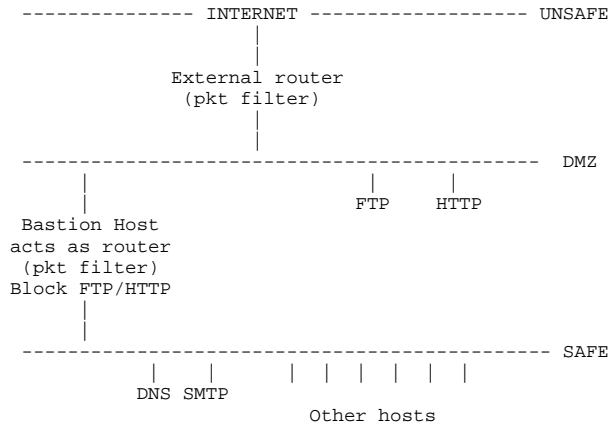 INTERNET UNSAFE
External router
(pkt filter)
DMZ
FTP HTTP
Bastion Host
acts as router
(pkt filter)
Block FTP/HTTP
SAFE
DNS SMTP
Other hosts